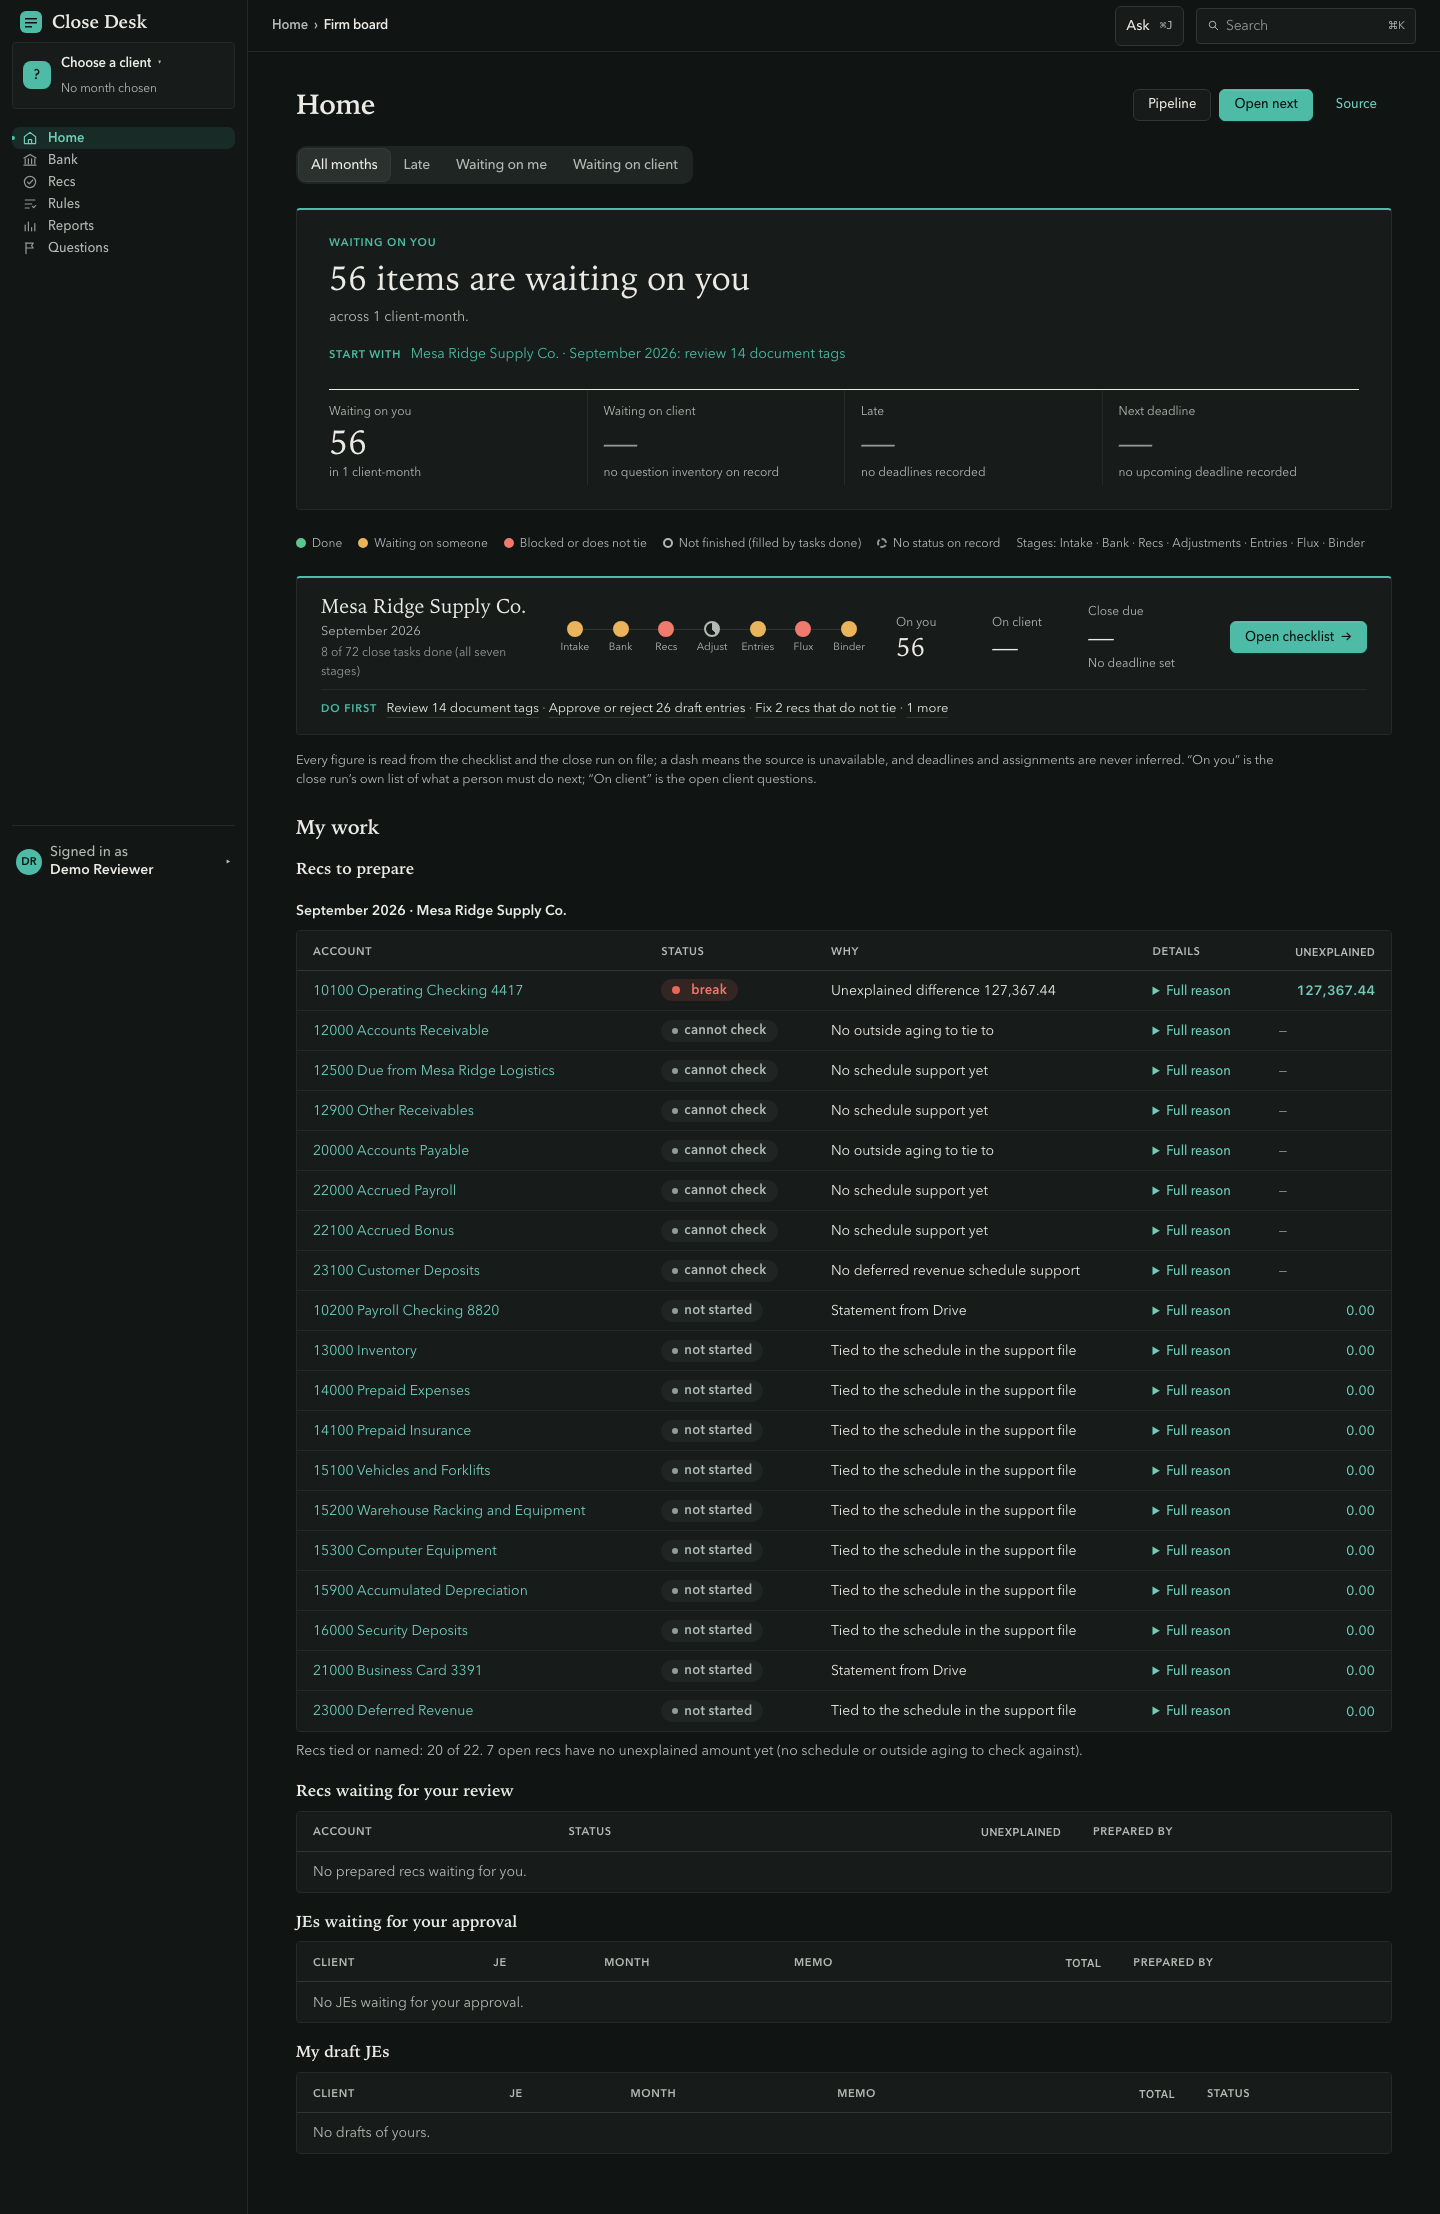 Close Desk
? Choose a client
No month chosen
Home
Bank
Recs
Rules
Reports
Questions
DR Signed in as
Demo Reviewer
Home › Firm board
Ask ⌘J
Search ⌘K
Home
Pipeline Open next Source
All months Late Waiting on me Waiting on client
WAITING ON YOU
56 items are waiting on you
across 1 client-month.
START WITH Mesa Ridge Supply Co. · September 2026: review 14 document tags
Waiting on you Waiting on client Late Next deadline
56 — — —
in 1 client-month no question inventory on record no deadlines recorded no upcoming deadline recorded
Done Waiting on someone Blocked or does not tie Not finished (filled by tasks done) No status on record Stages: Intake · Bank · Recs · Adjustments · Entries · Flux · Binder
Mesa Ridge Supply Co.
September 2026
8 of 72 close tasks done (all seven
stages)
Intake Bank Recs Adjust Entries Flux Binder
On you
56
On client
—
Close due
—
No deadline set
Open checklist →
DO FIRST Review 14 document tags · Approve or reject 26 draft entries · Fix 2 recs that do not tie · 1 more
Every figure is read from the checklist and the close run on file; a dash means the source is unavailable, and deadlines and assignments are never inferred. “On you” is the
close run’s own list of what a person must do next; “On client” is the open client questions.
My work
Recs to prepare
September 2026 · Mesa Ridge Supply Co.
ACCOUNT STATUS WHY DETAILS UNEXPLAINED
10100 Operating Checking 4417 break Unexplained difference 127,367.44 ▶ Full reason 127,367.44
12000 Accounts Receivable cannot check No outside aging to tie to ▶ Full reason –
12500 Due from Mesa Ridge Logistics cannot check No schedule support yet ▶ Full reason –
12900 Other Receivables cannot check No schedule support yet ▶ Full reason –
20000 Accounts Payable cannot check No outside aging to tie to ▶ Full reason –
22000 Accrued Payroll cannot check No schedule support yet ▶ Full reason –
22100 Accrued Bonus cannot check No schedule support yet ▶ Full reason –
23100 Customer Deposits cannot check No deferred revenue schedule support ▶ Full reason –
10200 Payroll Checking 8820 not started Statement from Drive ▶ Full reason 0.00
13000 Inventory not started Tied to the schedule in the support file ▶ Full reason 0.00
14000 Prepaid Expenses not started Tied to the schedule in the support file ▶ Full reason 0.00
14100 Prepaid Insurance not started Tied to the schedule in the support file ▶ Full reason 0.00
15100 Vehicles and Forklifts not started Tied to the schedule in the support file ▶ Full reason 0.00
15200 Warehouse Racking and Equipment not started Tied to the schedule in the support file ▶ Full reason 0.00
15300 Computer Equipment not started Tied to the schedule in the support file ▶ Full reason 0.00
15900 Accumulated Depreciation not started Tied to the schedule in the support file ▶ Full reason 0.00
16000 Security Deposits not started Tied to the schedule in the support file ▶ Full reason 0.00
21000 Business Card 3391 not started Statement from Drive ▶ Full reason 0.00
23000 Deferred Revenue not started Tied to the schedule in the support file ▶ Full reason 0.00
Recs tied or named: 20 of 22. 7 open recs have no unexplained amount yet (no schedule or outside aging to check against).
Recs waiting for your review
ACCOUNT STATUS UNEXPLAINED PREPARED BY
No prepared recs waiting for you.
JEs waiting for your approval
CLIENT JE MONTH MEMO TOTAL PREPARED BY
No JEs waiting for your approval.
My draft JEs
CLIENT JE MONTH MEMO TOTAL STATUS
No drafts of yours.